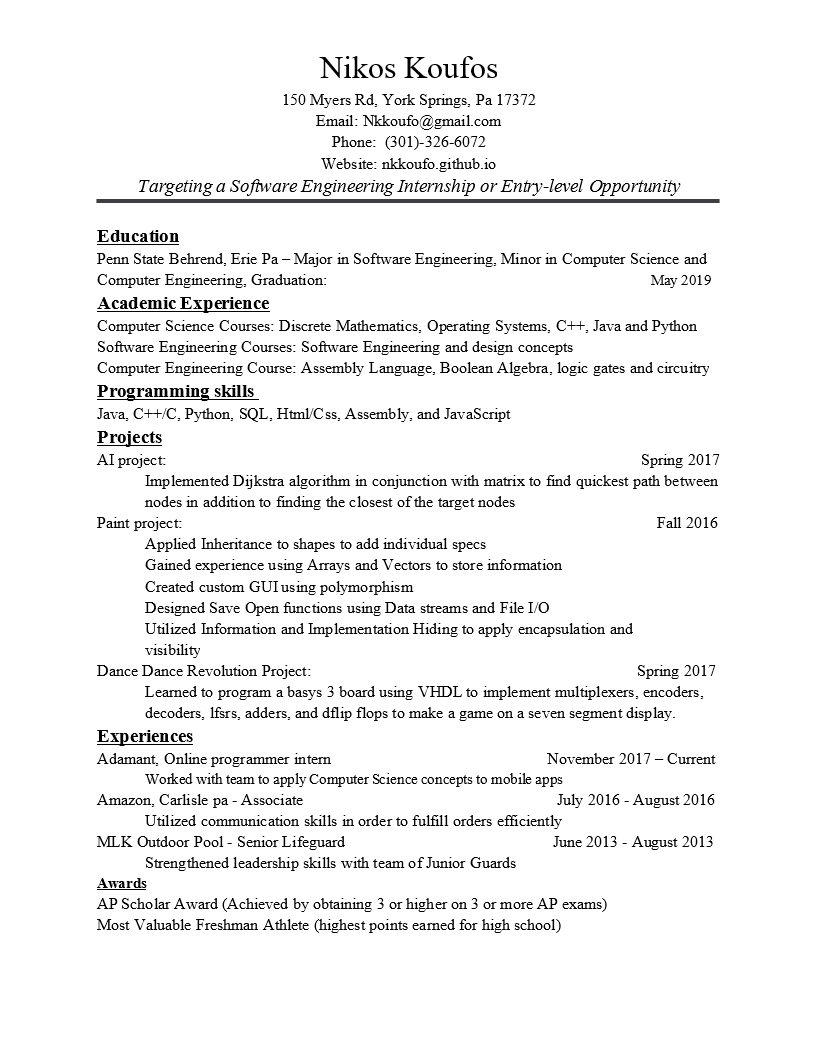 Nikos Koufos
150 Myers Rd, York Springs, Pa 17372
Email: Nkkoufo@gmail.com
Phone:  (301)-326-6072
Website: nkkoufo.github.io
Targeting a Software Engineering Internship or Entry-level Opportunity
Education
Penn State Behrend, Erie Pa – Major in Software Engineering, Minor in Computer Science and
Computer Engineering, Graduation: May 2019
Academic Experience
Computer Science Courses: Discrete Mathematics, Operating Systems, C++, Java and Python
Software Engineering Courses: Software Engineering and design concepts
Computer Engineering Course: Assembly Language, Boolean Algebra, logic gates and circuitry
Programming skills
Java, C++/C, Python, SQL, Html/Css, Assembly, and JavaScript
Projects
AI project: Spring 2017
Implemented Dijkstra algorithm in conjunction with matrix to find quickest path between
nodes in addition to finding the closest of the target nodes
Paint project: Fall 2016
Applied Inheritance to shapes to add individual specs
Gained experience using Arrays and Vectors to store information
Created custom GUI using polymorphism
Designed Save Open functions using Data streams and File I/O
Utilized Information and Implementation Hiding to apply encapsulation and
visibility
Dance Dance Revolution Project: Spring 2017
Learned to program a basys 3 board using VHDL to implement multiplexers, encoders,
decoders, lfsrs, adders, and dflip flops to make a game on a seven segment display.
Experiences
Adamant, Online programmer intern November 2017 – Current
Worked with team to apply Computer Science concepts to mobile apps
Amazon, Carlisle pa - Associate July 2016 - August 2016
Utilized communication skills in order to fulfill orders efficiently
MLK Outdoor Pool - Senior Lifeguard June 2013 - August 2013
Strengthened leadership skills with team of Junior Guards
Awards
AP Scholar Award (Achieved by obtaining 3 or higher on 3 or more AP exams)
Most Valuable Freshman Athlete (highest points earned for high school)